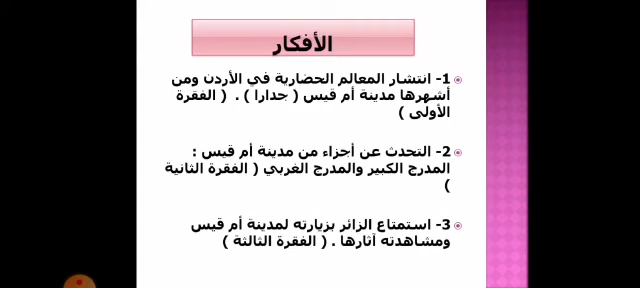 الأفكار
1- انتشار المعالم الحضارية في الأردن ومن
أشهرها مدينة أم قيس ( جدارا ) . ( الفقرة
الأولى )
2- التحدث عن أجزاء من مدينة أم قيس :
المدرج الكبير والمدرج الغربي ( الفقرة الثانية
)
3- استمتاع الزائر بزيارته لمدينة أم قيس
ومشاهدته آثارها . ( الفقرة الثالثة )